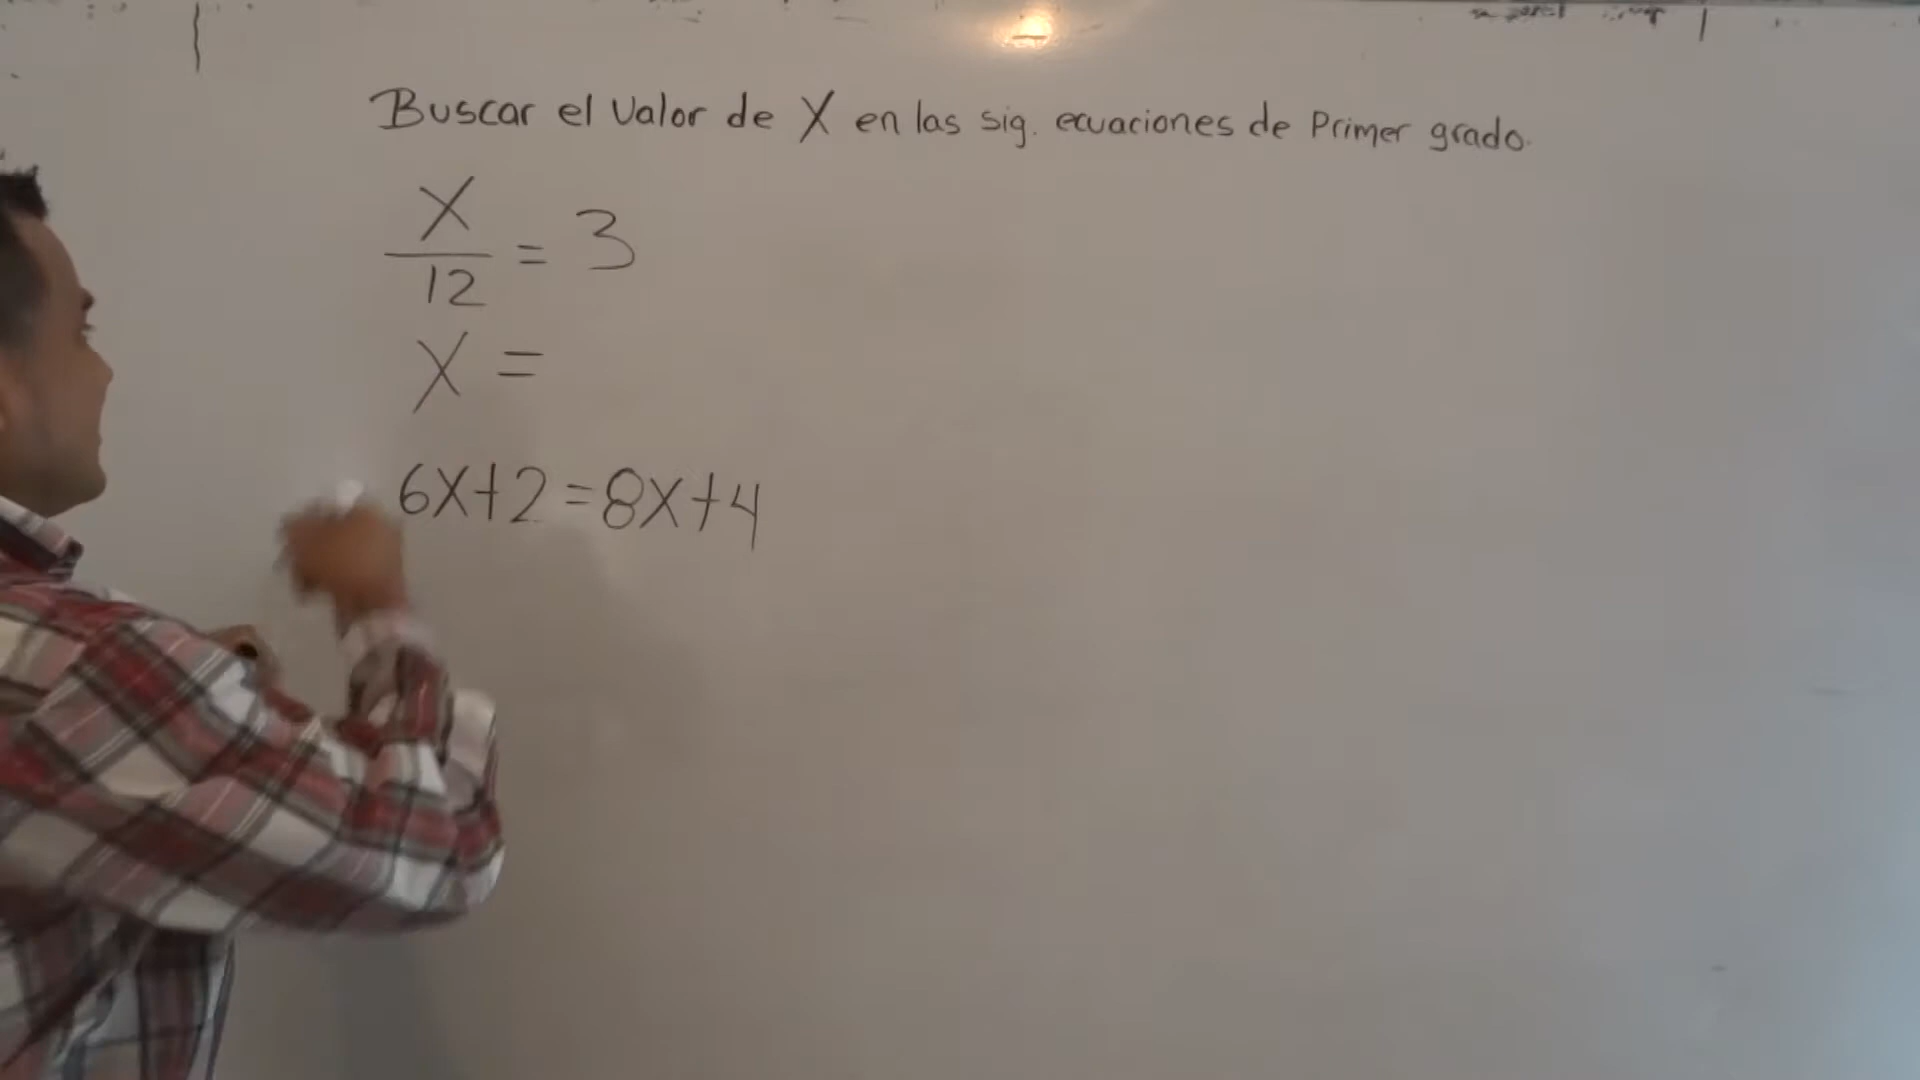 Buscar el Valor de X en las sig. ecuaciones de Primer grado.
X/12 = 3
X =
6X+2=8X+4